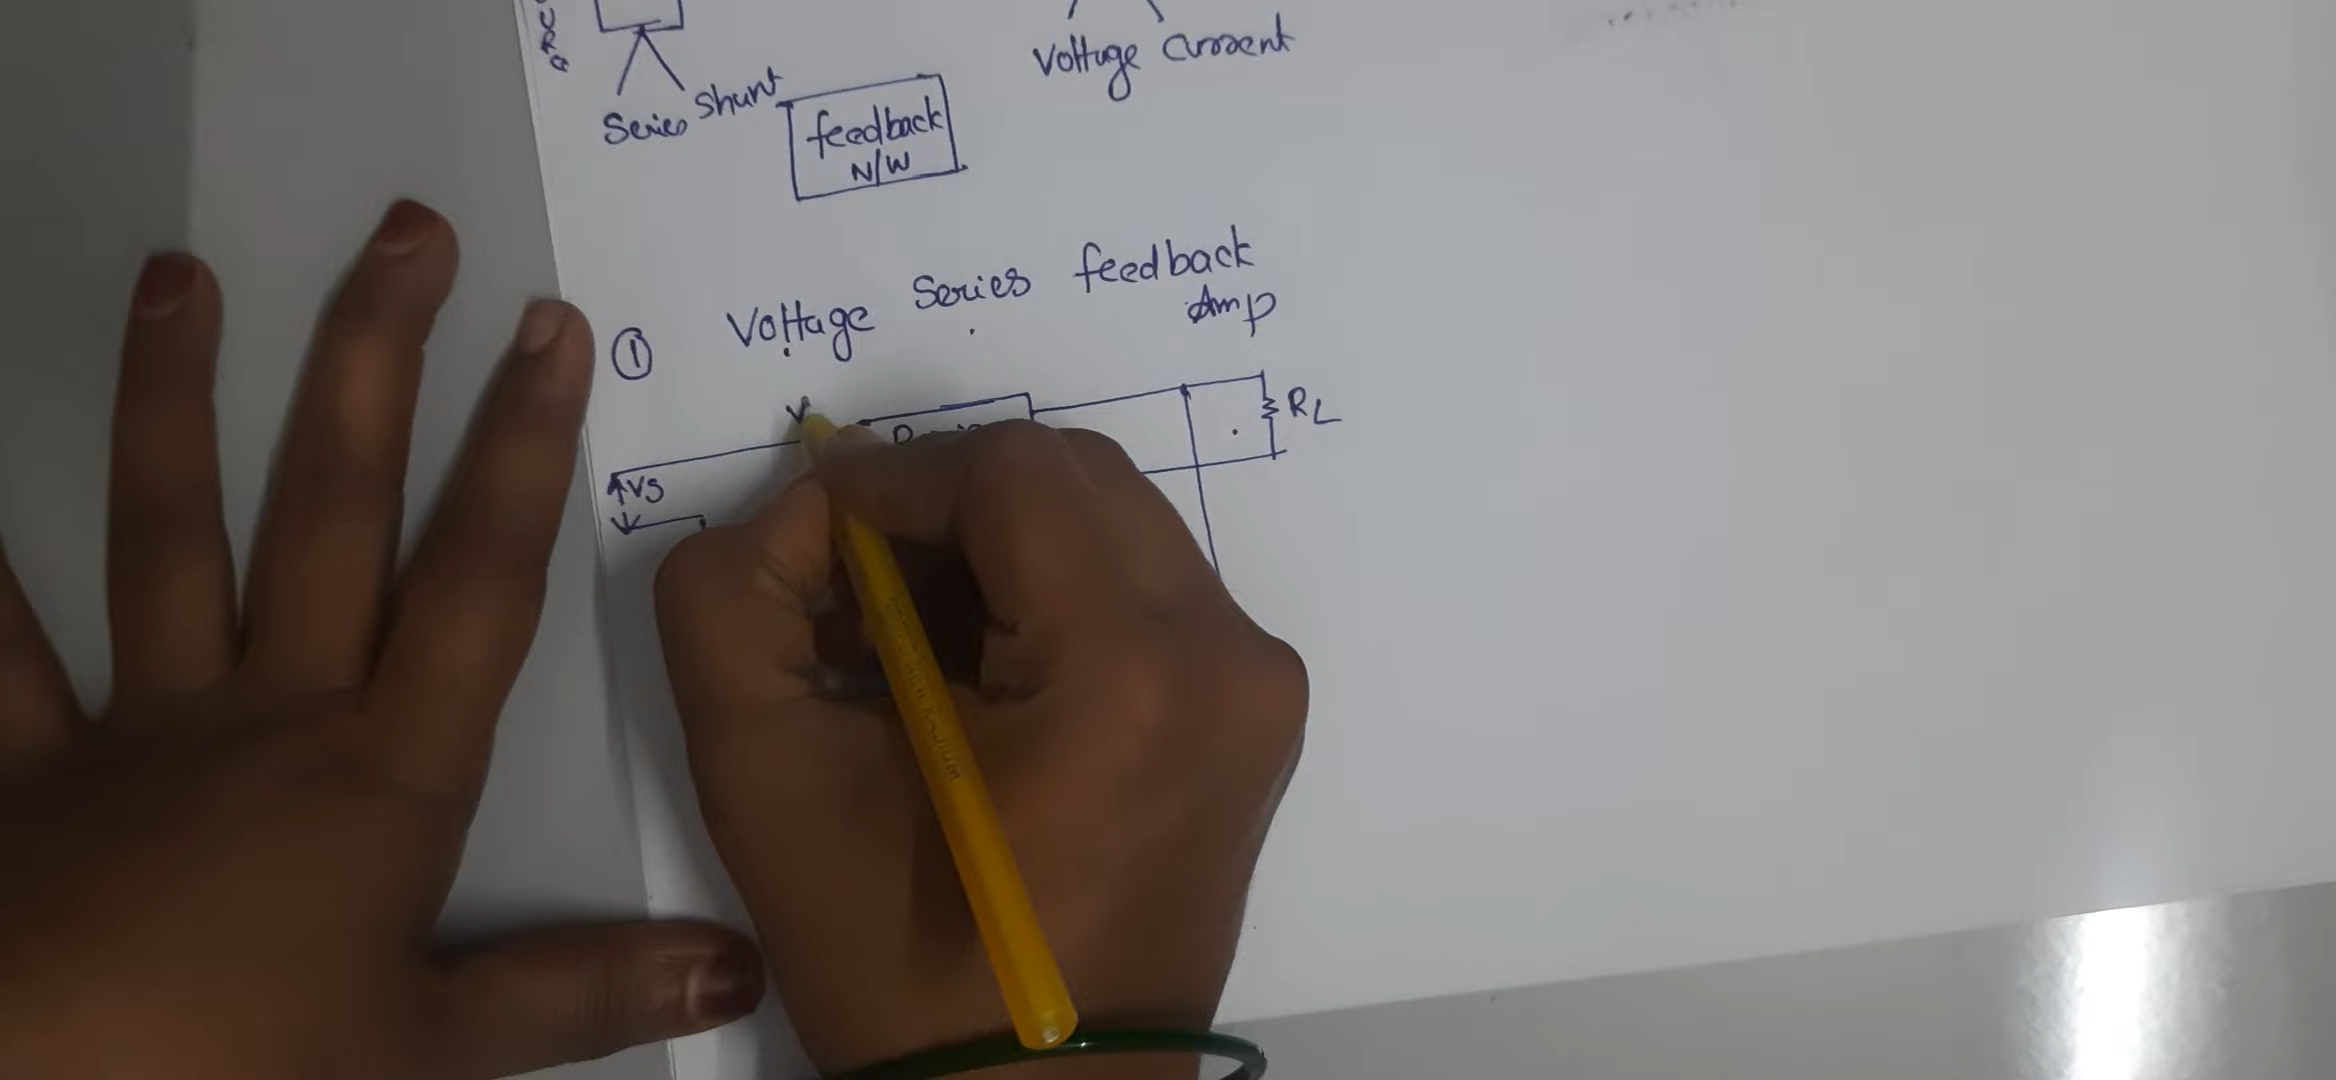 Series Shunt
Voltage Current
feedback
N/W
① Voltage Series feedback
Amp
V
RL
VS